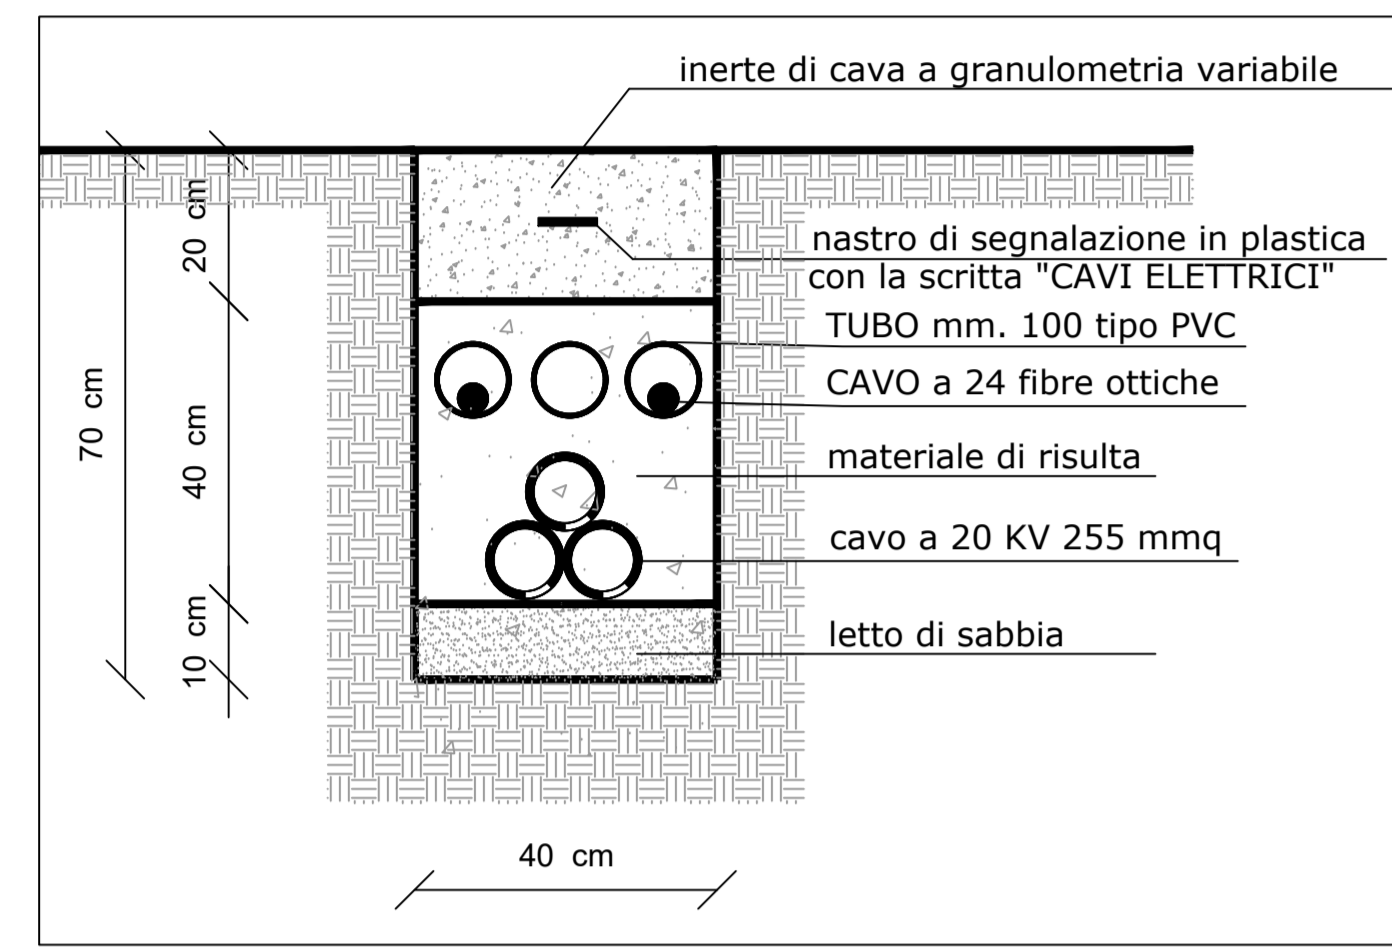 inerte di cava a granulometria variabile
20 cm
nastro di segnalazione in plastica
con la scritta "CAVI ELETTRICI"
TUBO mm. 100 tipo PVC
CAVO a 24 fibre ottiche
70 cm
40 cm
materiale di risulta
cavo a 20 KV 255 mmq
10 cm
letto di sabbia
40 cm